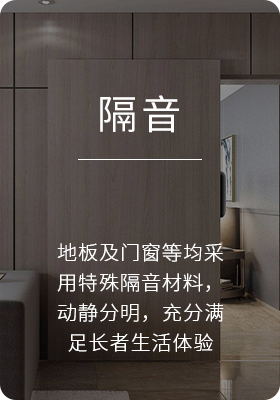 隔音
地板及门窗等均采
用特殊隔音材料，
动静分明，充分满
足长者生活体验